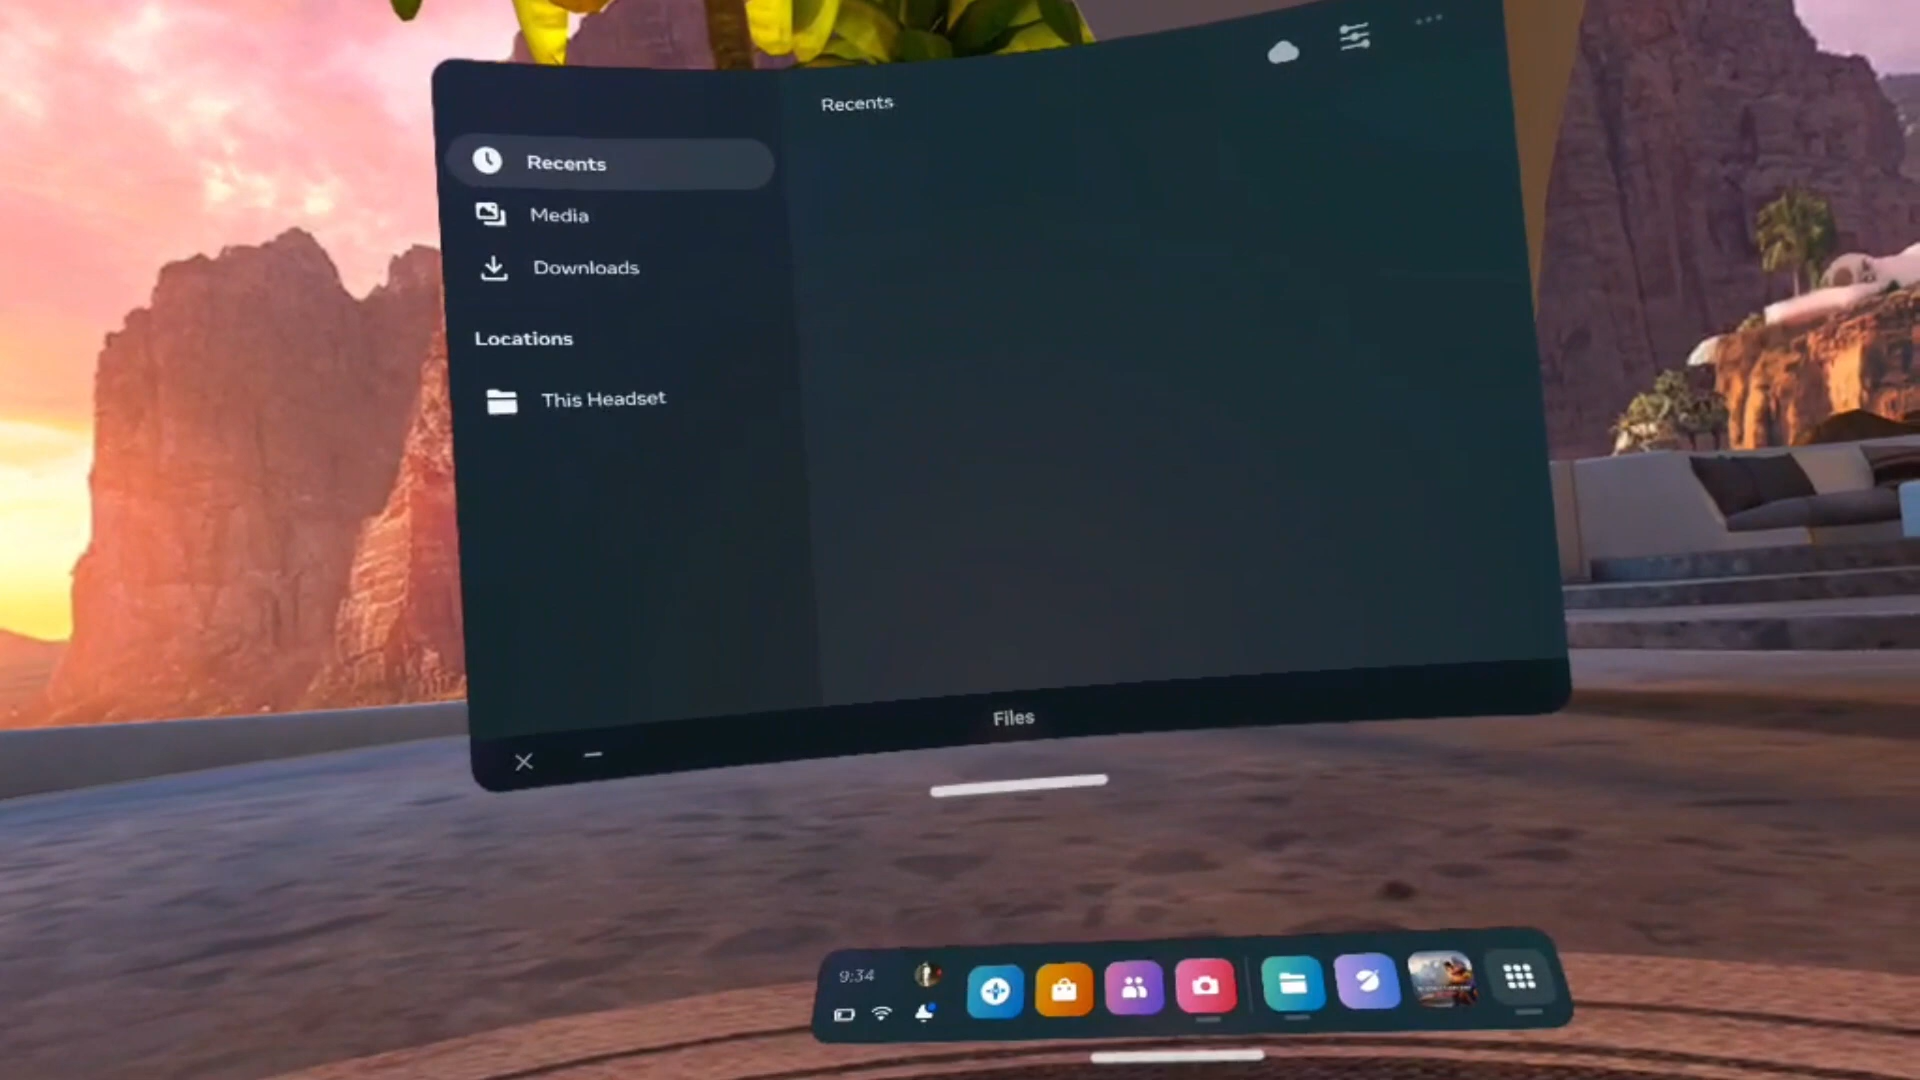 Recents
Recents
Media
Downloads
Locations
This Headset
Files
9:34